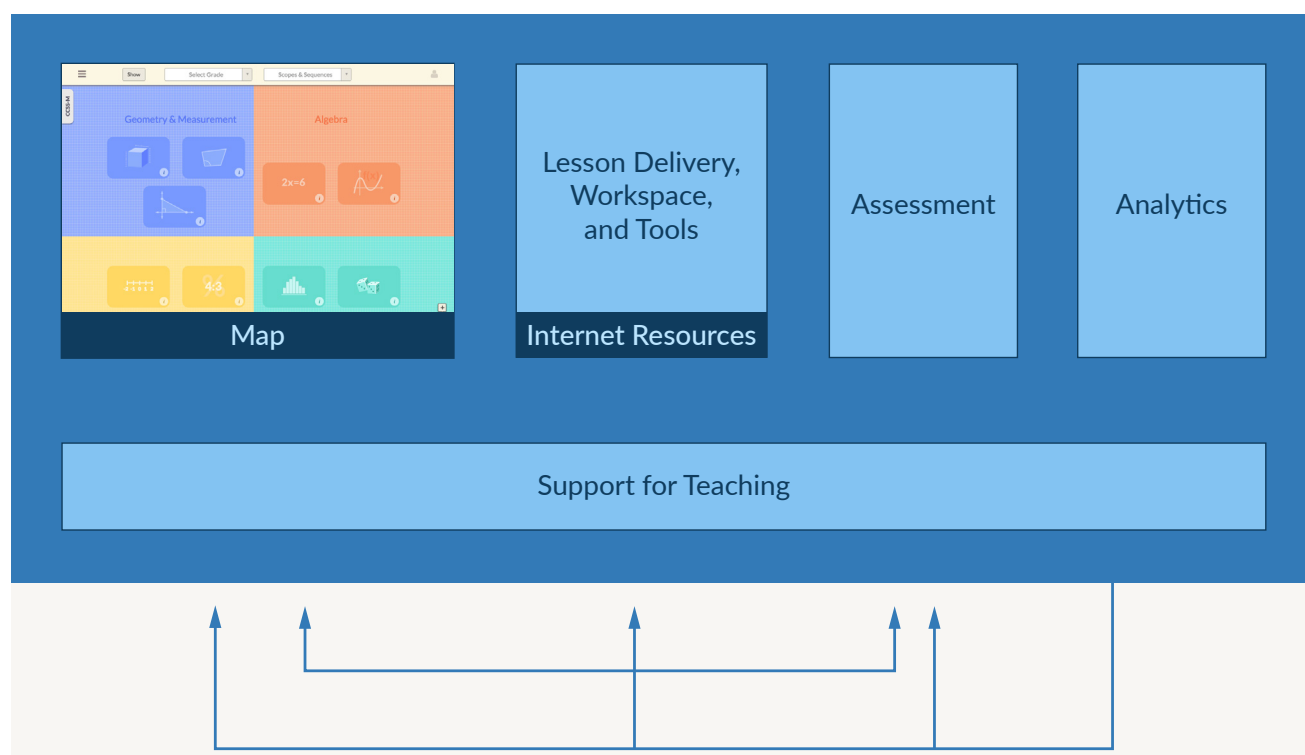 Show
Select Grade
Scopes & Sequences
CCSS-M
Geometry & Measurement
Algebra
2x=6
f(x)
4:3
Map
Lesson Delivery,
Workspace,
and Tools
Internet Resources
Assessment
Analytics
Support for Teaching